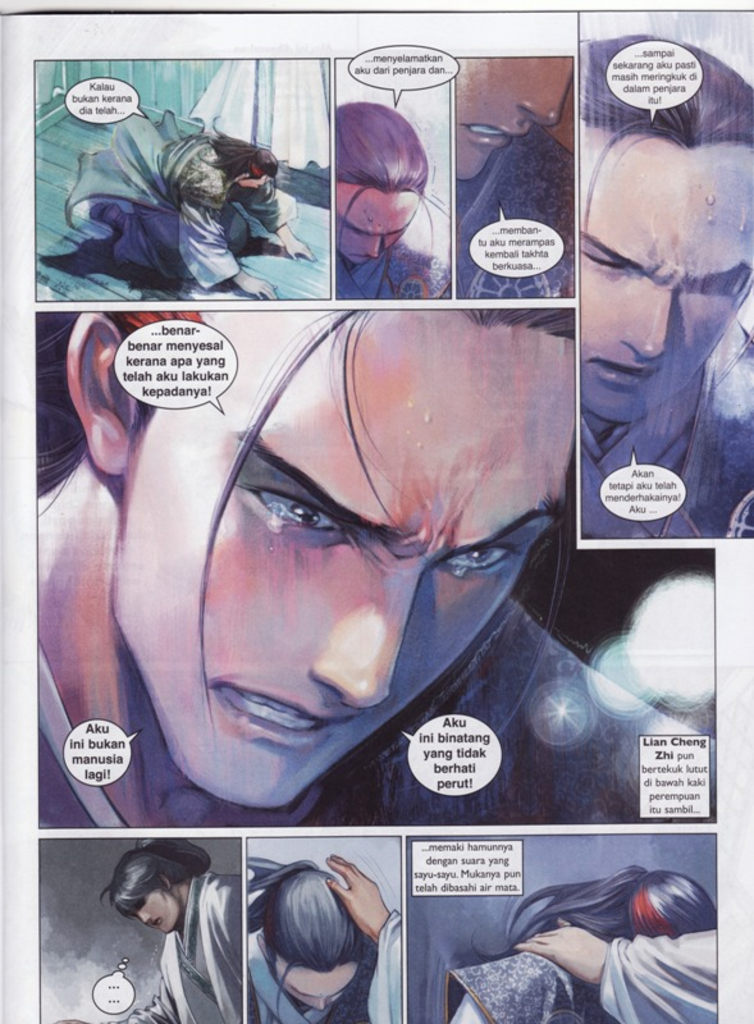 Kalau
bukan kerana
dia telah...
...menyelamatkan
aku dari penjara dan...
...memban-
tu aku merampas
kembali takhta
berkuasa...
...sampai
sekarang aku pasti
masih meringkuk di
dalam penjara
itu!
Akan
tetapi aku telah
menderhakainya!
Aku ...
...benar-
benar menyesal
kerana apa yang
telah aku lakukan
kepadanya!
Aku
ini bukan
manusia
lagi!
Aku
ini binatang
yang tidak
berhati
perut!
Lian Cheng
Zhi pun
bertekuk lutut
di bawah kaki
perempuan
itu sambil...
...
...
...memaki hamunnya
dengan suara yang
sayu-sayu. Mukanya pun
telah dibasahi air mata.